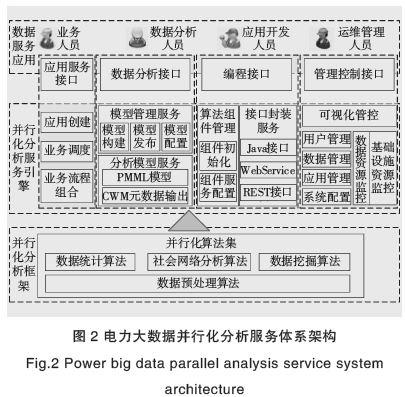 数据服务应用
业务人员
数据分析人员
应用开发人员
运维管理人员
应用服务接口
数据分析接口
编程接口
管理控制接口
并行化分析服务引擎
应用创建
业务调度
业务流程组合
模型管理服务
模型构建
模型发布
模型配置
分析模型服务
PMML模型
CWM元数据输出
算法组件管理
组件初始化
组件服务配置
接口封装服务
Java接口
WebService
REST接口
可视化管控
用户管理
数据管理
应用管理
系统配置
数据资源监控
基础设施资源监控
并行化分析框架
并行化算法集
数据统计算法
社会网络分析算法
数据挖掘算法
数据预处理算法
图 2 电力大数据并行化分析服务体系架构
Fig.2 Power big data parallel analysis service system
architecture